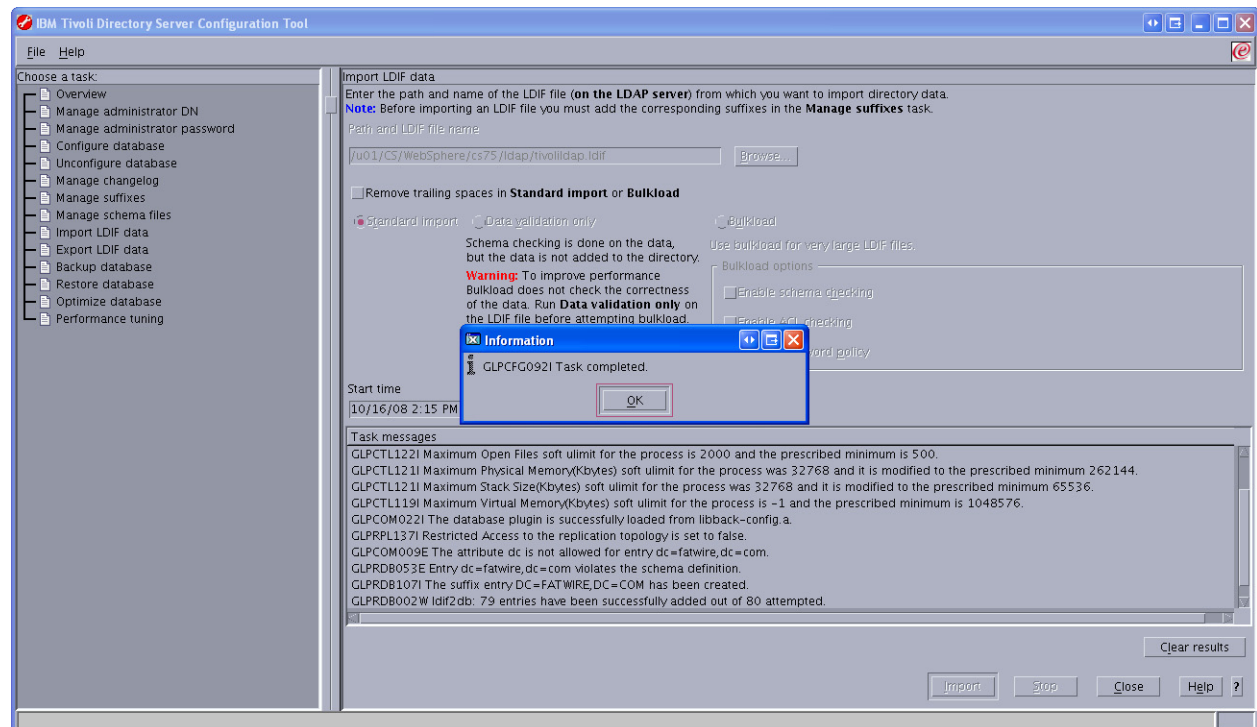 IBM Tivoli Directory Server Configuration Tool
File Help
Choose a task:
Overview
Manage administrator DN
Manage administrator password
Configure database
Unconfigure database
Manage changelog
Manage suffixes
Manage schema files
Import LDIF data
Export LDIF data
Backup database
Restore database
Optimize database
Performance tuning
Import LDIF data
Enter the path and name of the LDIF file (on the LDAP server) from which you want to import directory data.
Note: Before importing an LDIF file you must add the corresponding suffixes in the Manage suffixes task.
Path and LDIF file name
/u01/CS/WebSphere/cs75/ldap/tivolildap.ldif
Browse...
Remove trailing spaces in Standard import or Bulkload
Standard import
Data validation only
Bulkload
Schema checking is done on the data,
but the data is not added to the directory.
Warning: To improve performance
Bulkload does not check the correctness
of the data. Run Data validation only on
the LDIF file before attempting bulkload.
Use bulkload for very large LDIF files.
Bulkload options
Enable schema checking
Enable ACL checking
policy
Information
GLPCFG092I Task completed.
OK
Start time
10/16/08 2:15 PM
Task messages
GLPCTL122I Maximum Open Files soft ulimit for the process is 2000 and the prescribed minimum is 500.
GLPCTL121I Maximum Physical Memory(Kbytes) soft ulimit for the process was 32768 and it is modified to the prescribed minimum 262144.
GLPCTL121I Maximum Stack Size(Kbytes) soft ulimit for the process was 32768 and it is modified to the prescribed minimum 65536.
GLPCTL119I Maximum Virtual Memory(Kbytes) soft ulimit for the process is -1 and the prescribed minimum is 1048576.
GLPCOM022I The database plugin is successfully loaded from libback-config.a.
GLPRPL137I Restricted Access to the replication topology is set to false.
GLPCOM009E The attribute dc is not allowed for entry dc=fatwire,dc=com.
GLPRDB053E Entry dc=fatwire,dc=com violates the schema definition.
GLPRDB107I The suffix entry DC=FATWIRE,DC=COM has been created.
GLPRDB002W ldif2db: 79 entries have been successfully added out of 80 attempted.
Clear results
Import
Stop
Close
Help
?